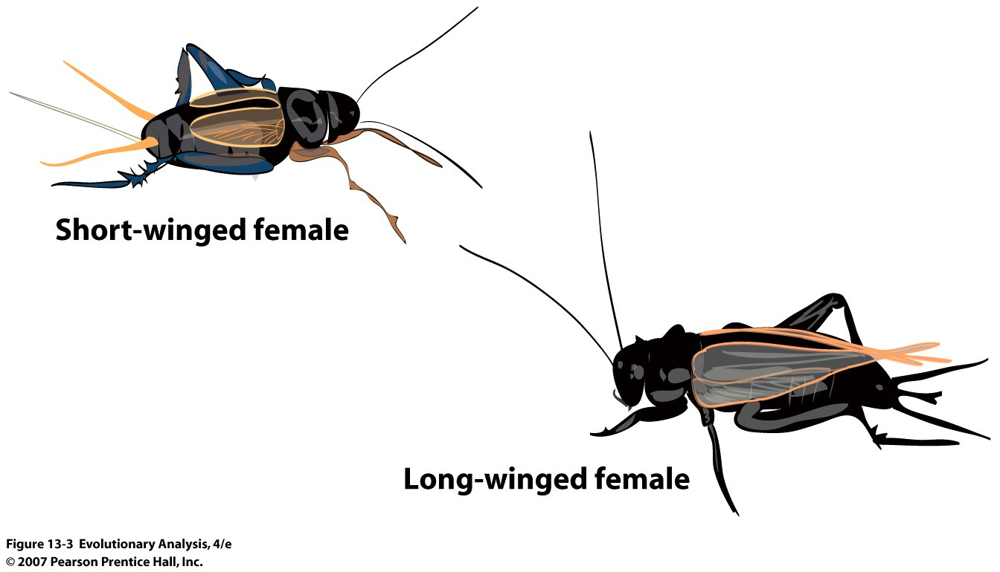 Short-winged female
Long-winged female
Figure 13-3 Evolutionary Analysis, 4/e
© 2007 Pearson Prentice Hall, Inc.